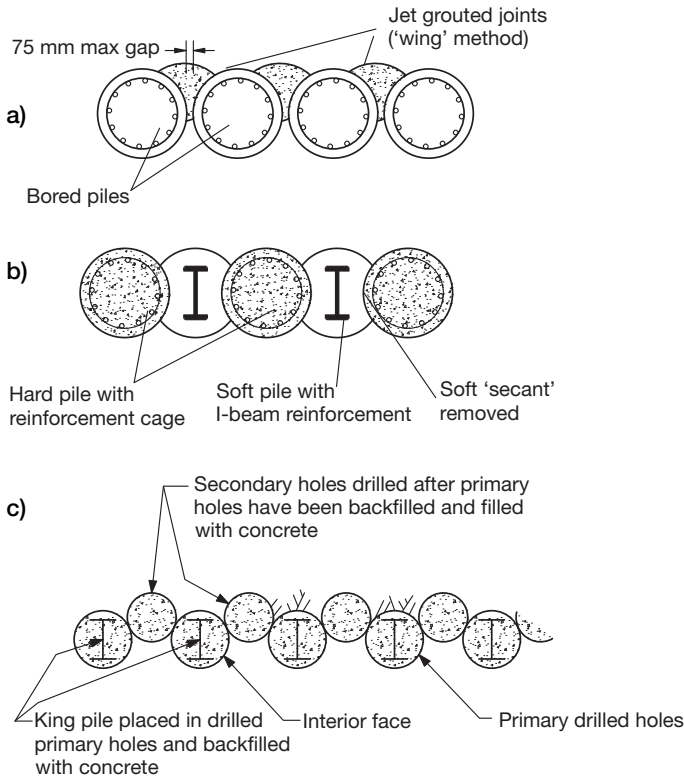 Jet grouted joints
(‘wing’ method)
75 mm max gap
a)
Bored piles
b)
Hard pile with
reinforcement cage
Soft pile with
I-beam reinforcement
Soft ‘secant’
removed
c)
Secondary holes drilled after primary
holes have been backfilled and filled
with concrete
King pile placed in drilled
primary holes and backfilled
with concrete
Interior face
Primary drilled holes